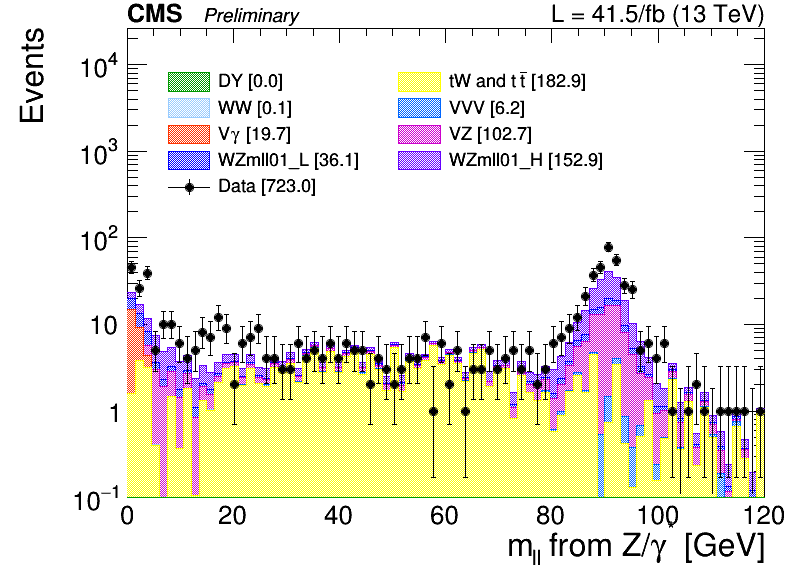 CMS Preliminary L = 41.5/fb (13 TeV)
Events
10⁴
10³
10²
10
1
10⁻¹
DY [0.0]
tW and t t̅ [182.9]
WW [0.1]
VVV [6.2]
Vγ [19.7]
VZ [102.7]
WZmll01_L [36.1]
WZmll01_H [152.9]
Data [723.0]
0 20 40 60 80 100 120
m_ll from Z/γ* [GeV]